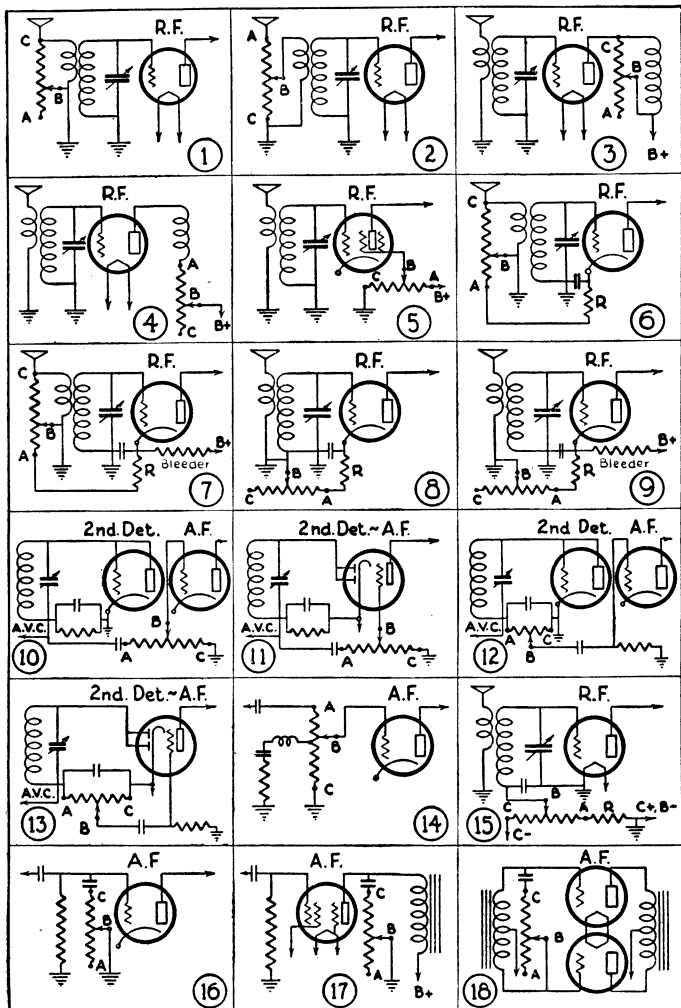 R.F.
C
B
A
1
R.F.
A
B
C
2
R.F.
C
B
A
B+
3
R.F.
A
B
C
B+
4
R.F.
B
C
A
B+
5
R.F.
C
B
A
R
6
R.F.
C
B
A
R
Bleeder
B+
7
R.F.
B
R
C
A
8
R.F.
B
R
C
A
B+
Bleeder
9
2nd. Det.
A.F.
A.V.C.
B
A
C
10
2nd. Det.~A.F.
A.V.C.
B
A
C
11
2nd Det.
A.F.
A.V.C.
A
C
B
12
2nd Det.~A.F.
A.V.C.
A
C
B
13
A.F.
A
B
C
14
R.F.
B
C
A
R
C+, B-
C-
15
A.F.
C
B
A
16
A.F.
C
B
A
B+
17
A.F.
C
B
A
18